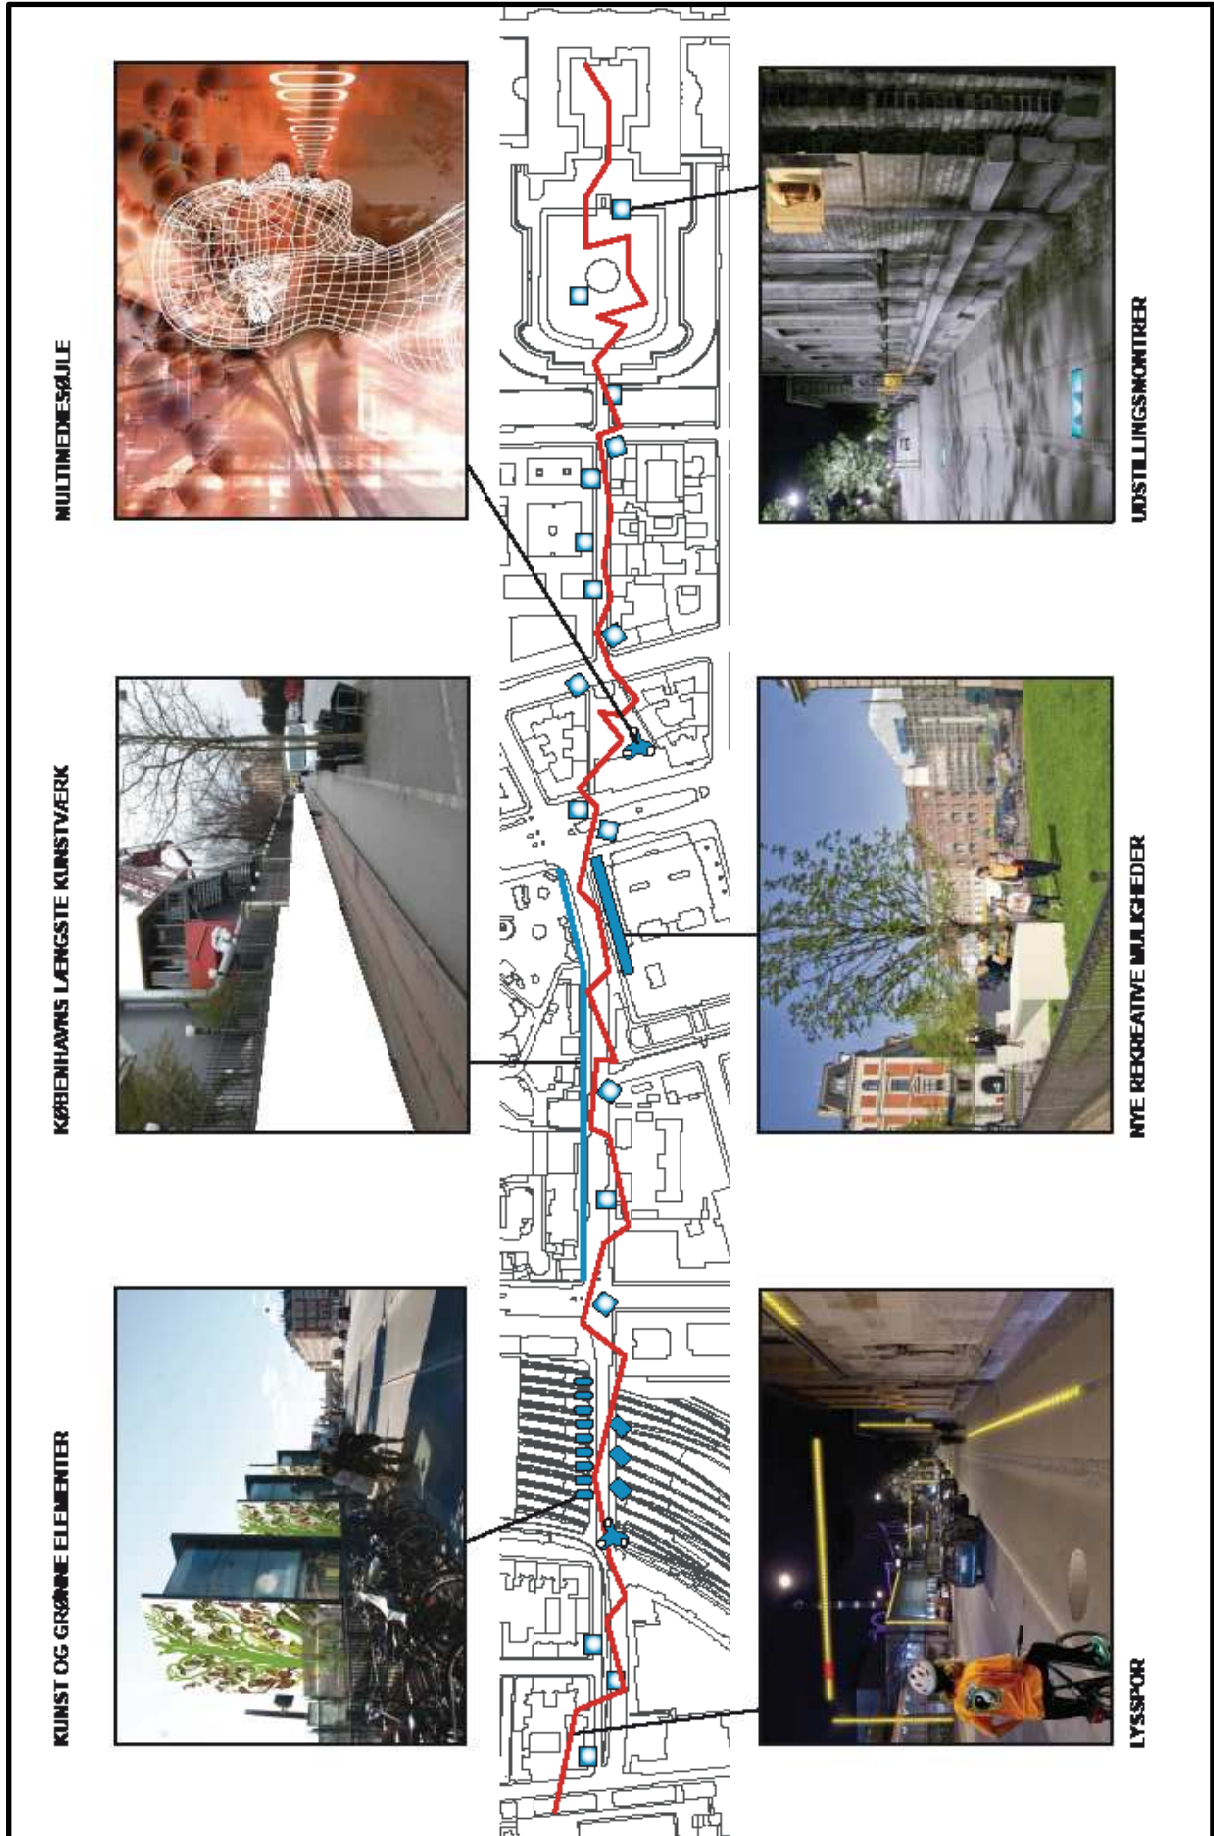 KUNST OG GRØNNE ELEMENTER
KØBENHAVNS LÆNGSTE KUNSTVÆRK
MULTIMEDIESØJLE
LYSSPOR
NYE REKREATIVE MULIGHEDER
UDSTILLINGSMONTRER